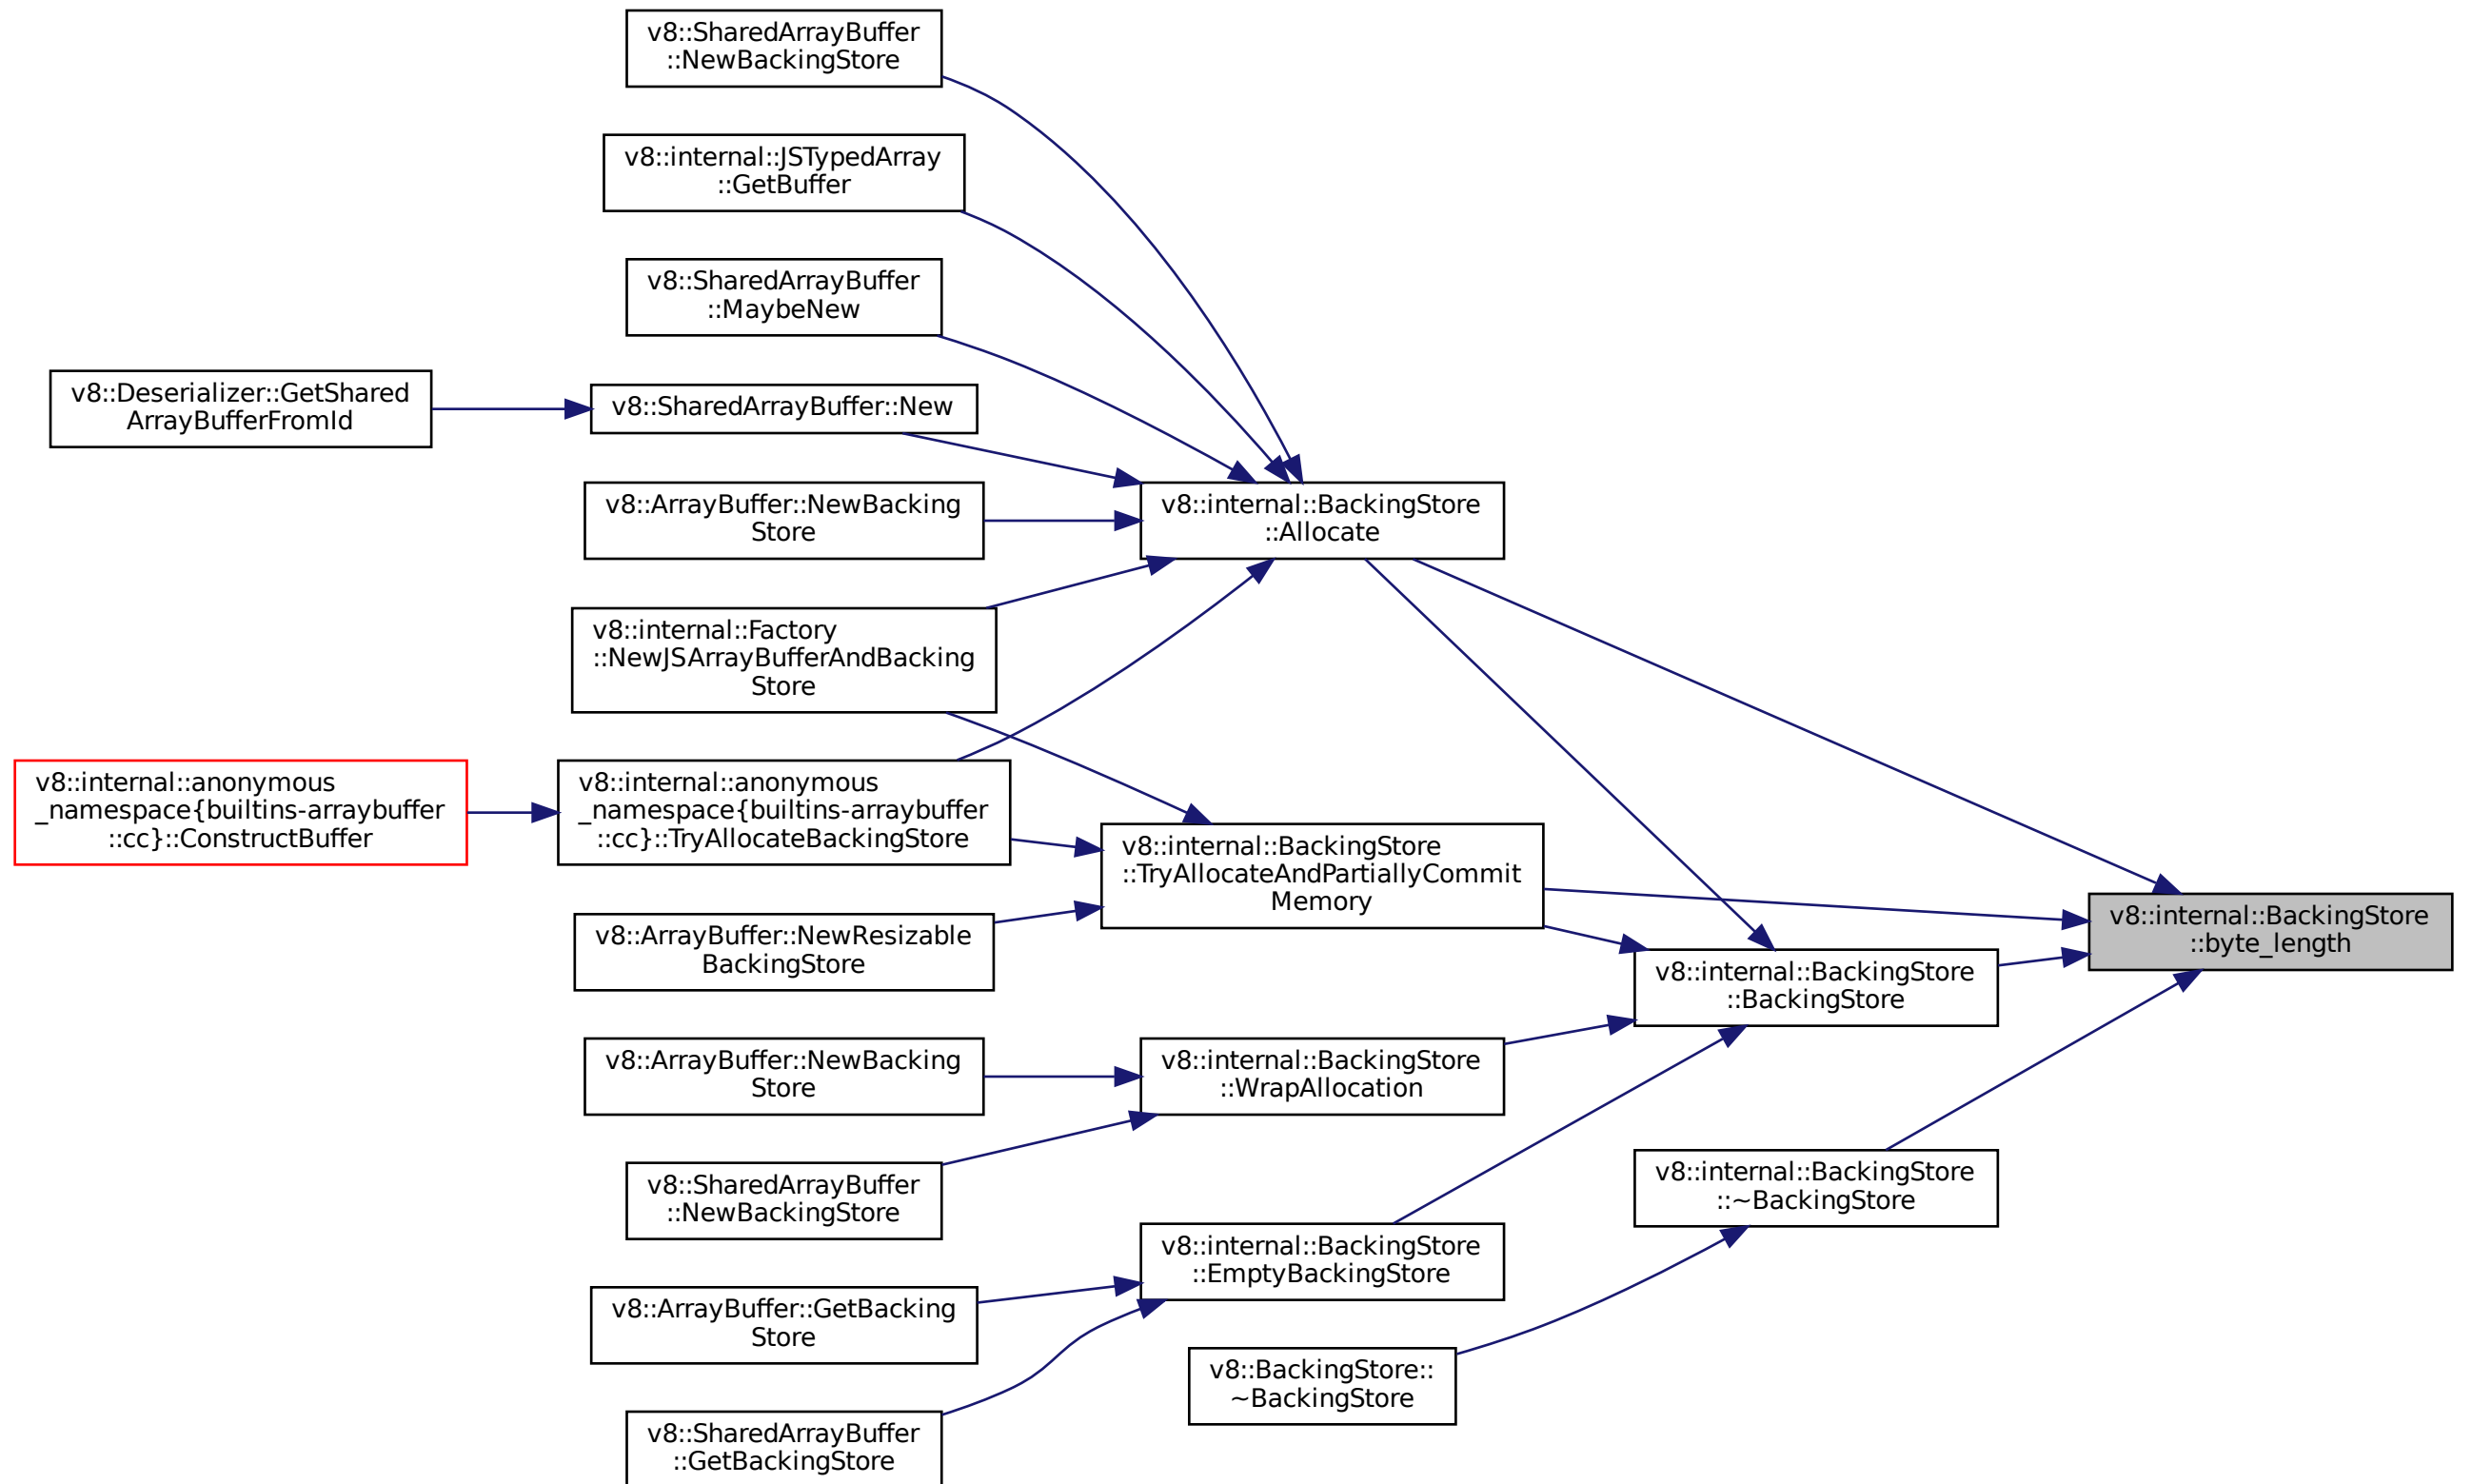 v8::SharedArrayBuffer
::NewBackingStore
v8::internal::JSTypedArray
::GetBuffer
v8::SharedArrayBuffer
::MaybeNew
v8::Deserializer::GetShared
ArrayBufferFromId
v8::SharedArrayBuffer::New
v8::ArrayBuffer::NewBacking
Store
v8::internal::BackingStore
::Allocate
v8::internal::Factory
::NewJSArrayBufferAndBacking
Store
v8::internal::anonymous
_namespace{builtins-arraybuffer
::cc}::ConstructBuffer
v8::internal::anonymous
_namespace{builtins-arraybuffer
::cc}::TryAllocateBackingStore
v8::internal::BackingStore
::TryAllocateAndPartiallyCommit
Memory
v8::internal::BackingStore
::byte_length
v8::ArrayBuffer::NewResizable
BackingStore
v8::internal::BackingStore
::BackingStore
v8::ArrayBuffer::NewBacking
Store
v8::internal::BackingStore
::WrapAllocation
v8::SharedArrayBuffer
::NewBackingStore
v8::internal::BackingStore
::~BackingStore
v8::internal::BackingStore
::EmptyBackingStore
v8::ArrayBuffer::GetBacking
Store
v8::BackingStore::
~BackingStore
v8::SharedArrayBuffer
::GetBackingStore